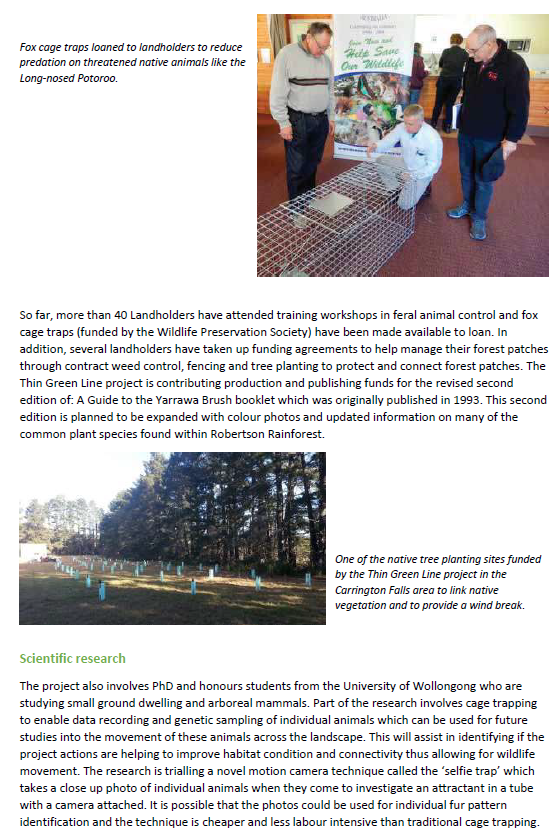 Fox cage traps loaned to landholders to reduce
predation on threatened native animals like the
Long-nosed Potoroo.
Join Now and
Help Save
Our Wildlife
So far, more than 40 Landholders have attended training workshops in feral animal control and fox
cage traps (funded by the Wildlife Preservation Society) have been made available to loan. In
addition, several landholders have taken up funding agreements to help manage their forest patches
through contract weed control, fencing and tree planting to protect and connect forest patches. The
Thin Green Line project is contributing production and publishing funds for the revised second
edition of: A Guide to the Yarrawa Brush booklet which was originally published in 1993. This second
edition is planned to be expanded with colour photos and updated information on many of the
common plant species found within Robertson Rainforest.
One of the native tree planting sites funded
by the Thin Green Line project in the
Carrington Falls area to link native
vegetation and to provide a wind break.
Scientific research
The project also involves PhD and honours students from the University of Wollongong who are
studying small ground dwelling and arboreal mammals. Part of the research involves cage trapping
to enable data recording and genetic sampling of individual animals which can be used for future
studies into the movement of these animals across the landscape. This will assist in identifying if the
project actions are helping to improve habitat condition and connectivity thus allowing for wildlife
movement. The research is trialling a novel motion camera technique called the ‘selfie trap’ which
takes a close up photo of individual animals when they come to investigate an attractant in a tube
with a camera attached. It is possible that the photos could be used for individual fur pattern
identification and the technique is cheaper and less labour intensive than traditional cage trapping.